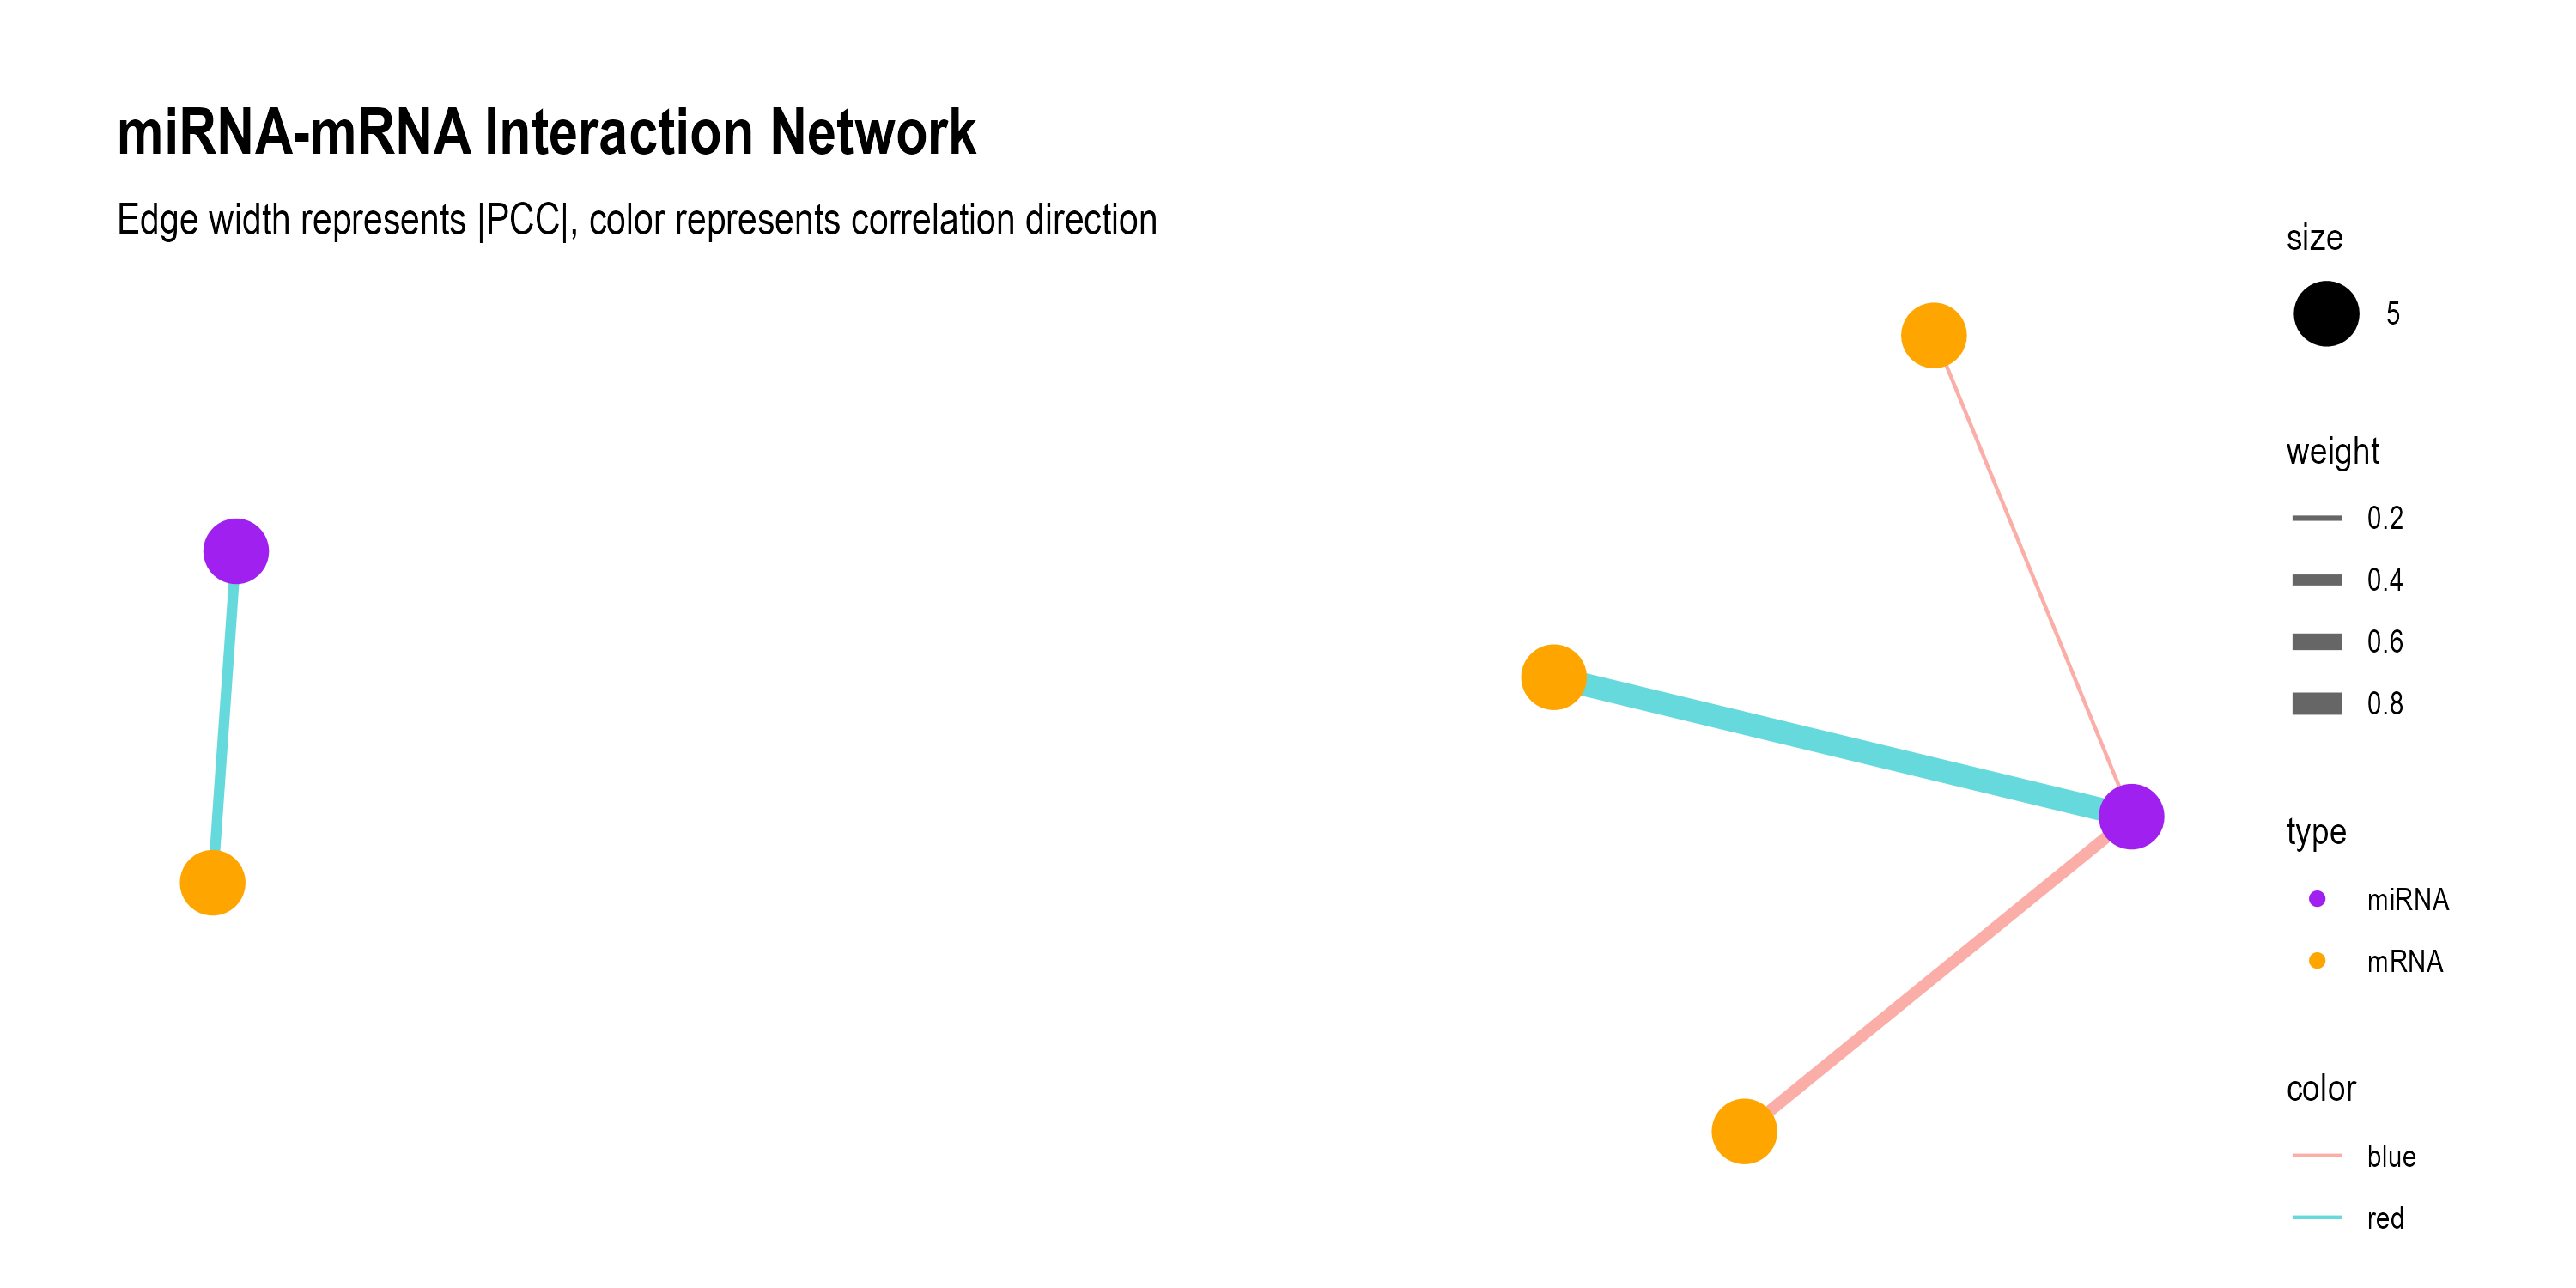 miRNA-mRNA Interaction Network
Edge width represents |PCC|, color represents correlation direction
size
5
weight
0.2
0.4
0.6
0.8
type
miRNA
mRNA
color
blue
red